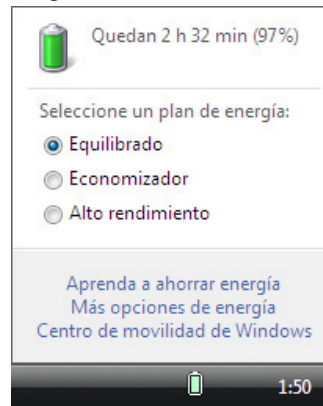 Quedan 2 h 32 min (97%)
Seleccione un plan de energía:
Equilibrado
Economizador
Alto rendimiento
Aprenda a ahorrar energía
Más opciones de energía
Centro de movilidad de Windows
1:50